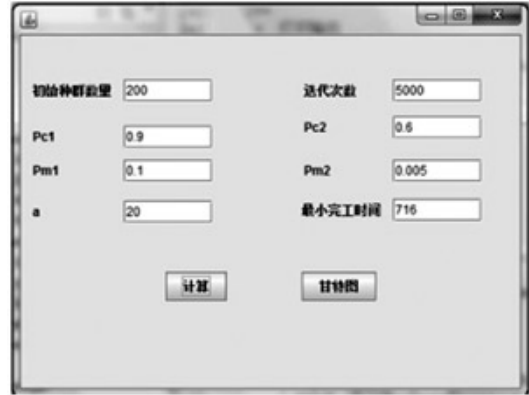 初始种群数量 200 迭代次数 5000
Pc1 0.9 Pc2 0.6
Pm1 0.1 Pm2 0.005
a 20 最小完工时间 716
计算 甘特图